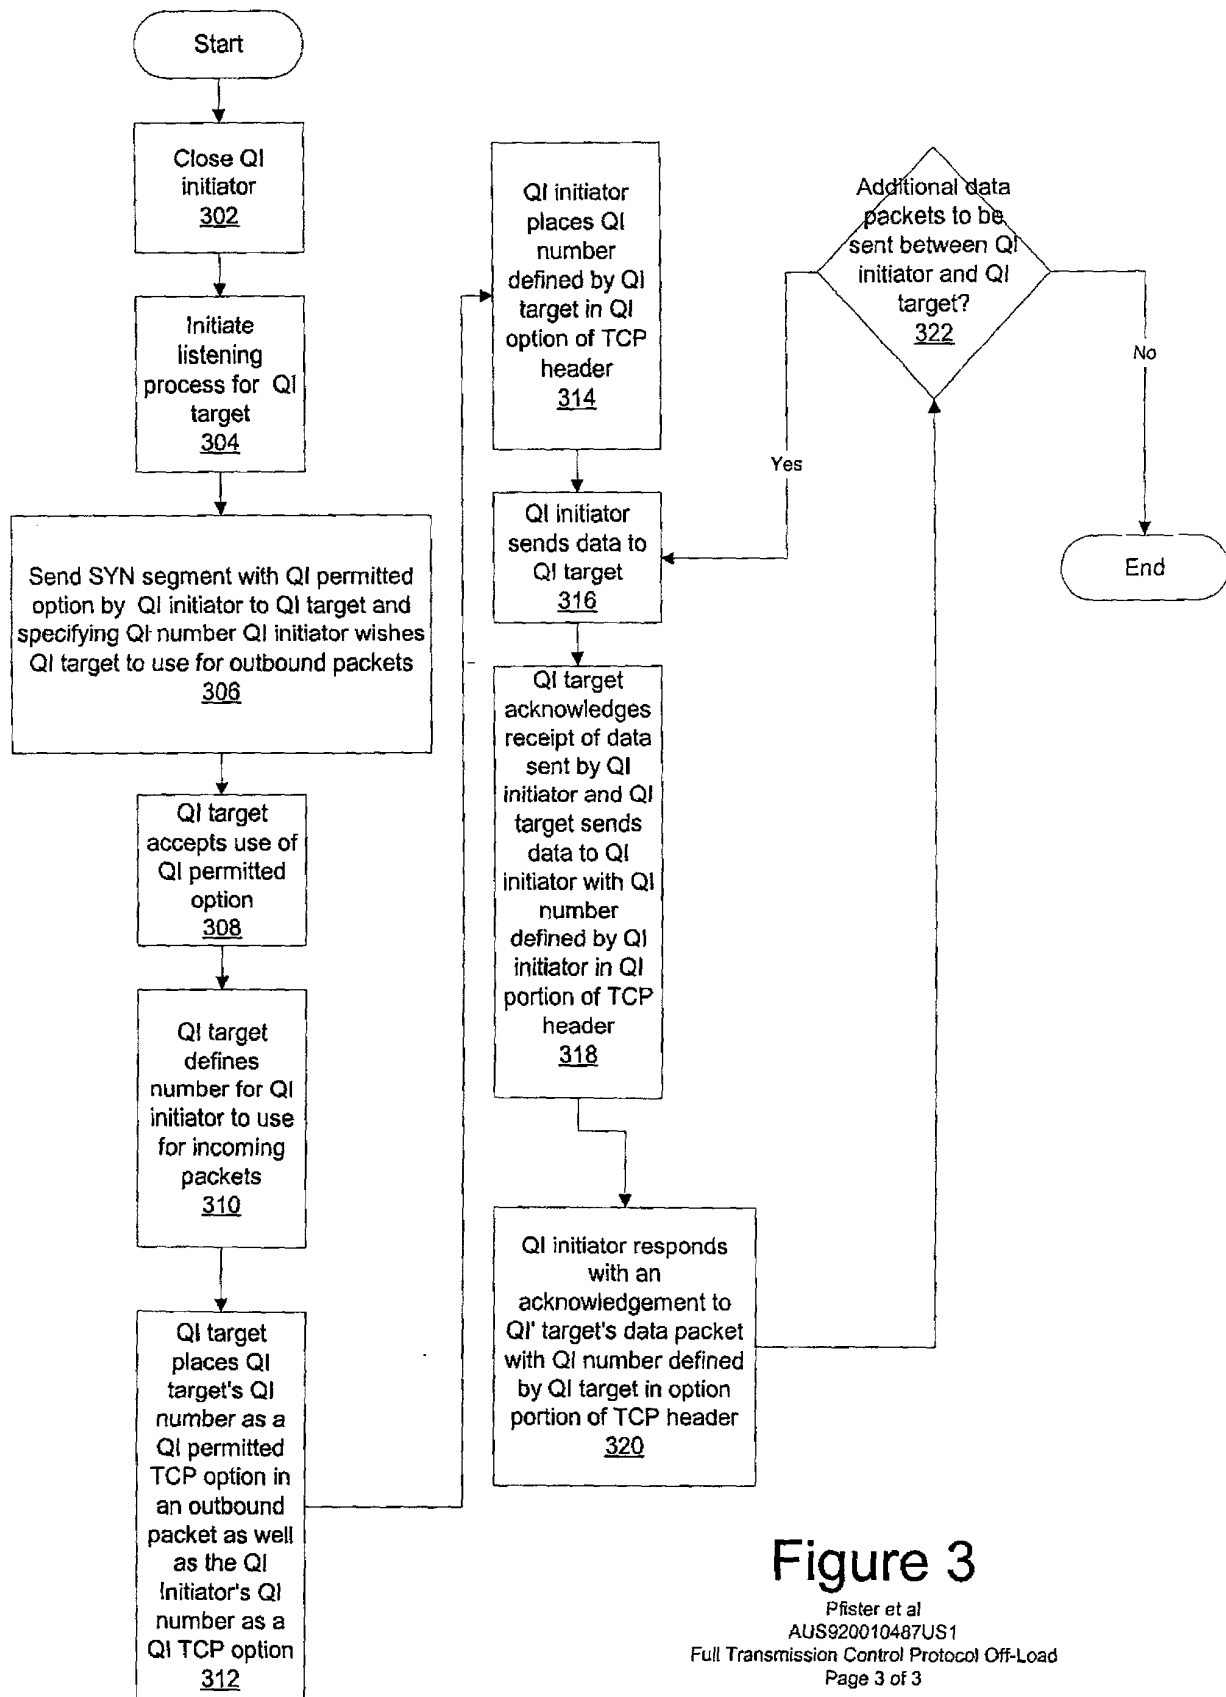 Start
Close QI
initiator
302
Initiate
listening
process for QI
target
304
Send SYN segment with QI permitted
option by QI initiator to QI target and
specifying QI number QI initiator wishes
QI target to use for outbound packets
306
QI target
accepts use of
QI permitted
option
308
QI target
defines
number for QI
initiator to use
for incoming
packets
310
QI target
places QI
target's QI
number as a
QI permitted
TCP option in
an outbound
packet as well
as the QI
Initiator's QI
number as a
QI TCP option
312
QI initiator
places QI
number
defined by QI
target in QI
option of TCP
header
314
QI initiator
sends data to
QI target
316
QI target
acknowledges
receipt of data
sent by QI
initiator and QI
target sends
data to QI
initiator with QI
number
defined by QI
initiator in QI
portion of TCP
header
318
QI initiator responds
with an
acknowledgement to
QI' target's data packet
with QI number defined
by QI target in option
portion of TCP header
320
Additional data
packets to be
sent between QI
initiator and QI
target?
322
Yes
No
End
Figure 3
Pfister et al
AUS920010487US1
Full Transmission Control Protocol Off-Load
Page 3 of 3